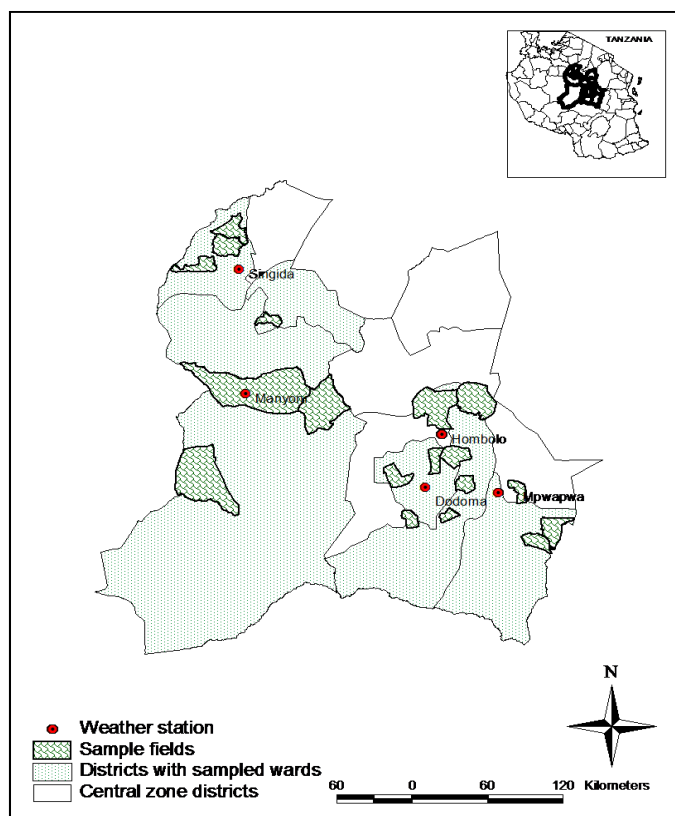 TANZANIA
Singida
Manyoni
Hombolo
Dodoma
Mpwapwa
N
Weather station
Sample fields
Districts with sampled wards
Central zone districts
60 0 60 120 Kilometers